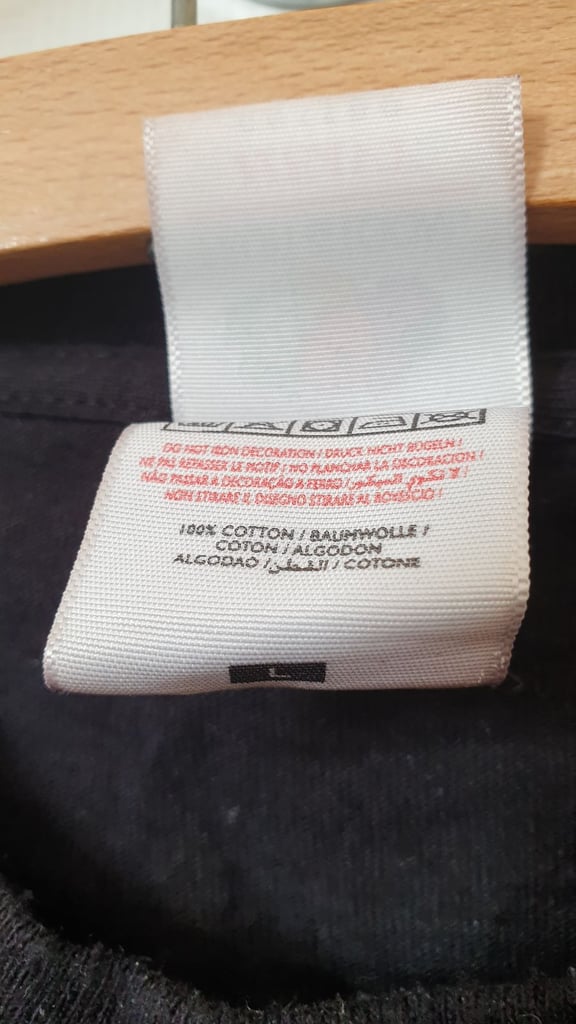 DO NOT IRON DECORATION / DRUCK NICHT BÜGELN /
NE PAS REPASSER LE MOTIF / NO PLANCHAR LA DECORACION /
NÃO PASSAR A DECORAÇÃO A FERRO / لا تكوي الديكور /
NON STIRARE IL DISEGNO STIRARE AL ROVESCIO /
100% COTTON / BAUMWOLLE /
COTON / ALGODON
ALGODAO / القطن / COTONE
L